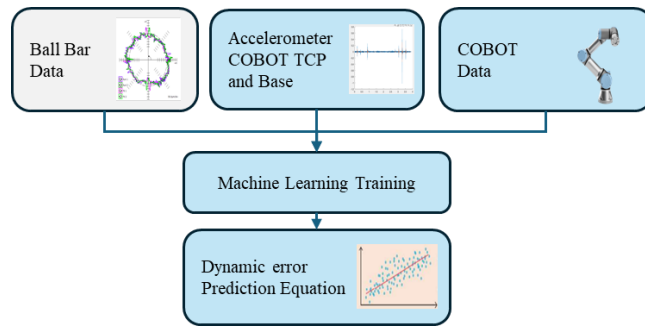 Ball Bar
Data
Accelerometer
COBOT TCP
and Base
COBOT
Data
Machine Learning Training
Dynamic error
Prediction Equation